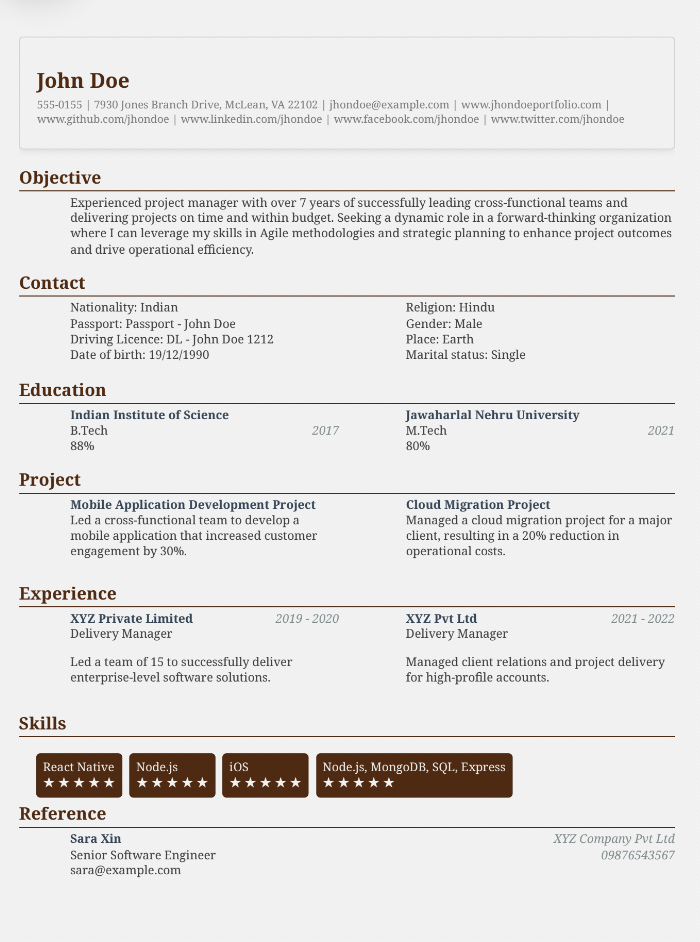 John Doe
555-0155 | 7930 Jones Branch Drive, McLean, VA 22102 | jhondoe@example.com | www.jhondoeportfolio.com |
www.github.com/jhondoe | www.linkedin.com/jhondoe | www.facebook.com/jhondoe | www.twitter.com/jhondoe
Objective
Experienced project manager with over 7 years of successfully leading cross-functional teams and
delivering projects on time and within budget. Seeking a dynamic role in a forward-thinking organization
where I can leverage my skills in Agile methodologies and strategic planning to enhance project outcomes
and drive operational efficiency.
Contact
Nationality: Indian
Passport: Passport - John Doe
Driving Licence: DL - John Doe 1212
Date of birth: 19/12/1990
Religion: Hindu
Gender: Male
Place: Earth
Marital status: Single
Education
Indian Institute of Science
B.Tech 2017
88%
Jawaharlal Nehru University
M.Tech 2021
80%
Project
Mobile Application Development Project
Led a cross-functional team to develop a
mobile application that increased customer
engagement by 30%.
Cloud Migration Project
Managed a cloud migration project for a major
client, resulting in a 20% reduction in
operational costs.
Experience
XYZ Private Limited 2019 - 2020
Delivery Manager
Led a team of 15 to successfully deliver
enterprise-level software solutions.
XYZ Pvt Ltd 2021 - 2022
Delivery Manager
Managed client relations and project delivery
for high-profile accounts.
Skills
React Native
★★★★★
Node.js
★★★★★
iOS
★★★★★
Node.js, MongoDB, SQL, Express
★★★★★
Reference
Sara Xin XYZ Company Pvt Ltd
Senior Software Engineer 09876543567
sara@example.com